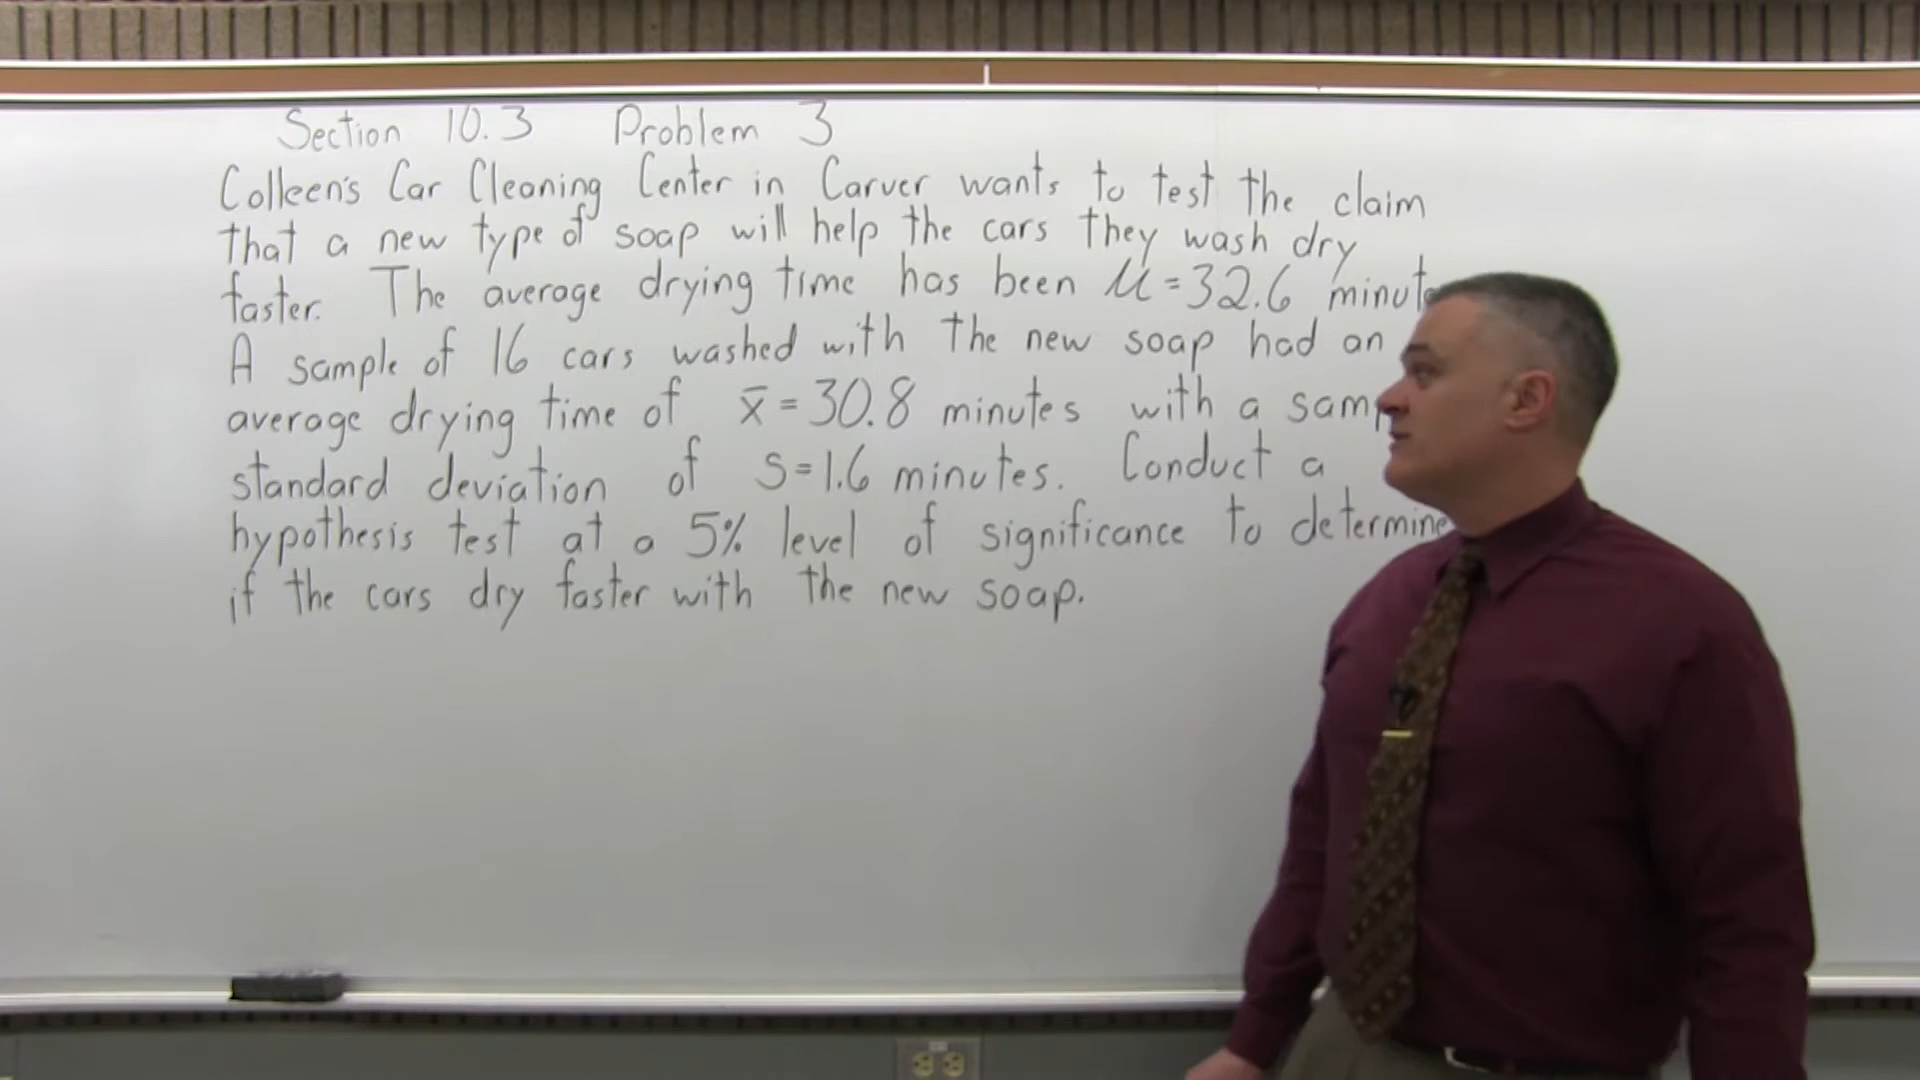 Section 10.3 Problem 3
Colleen's Car Cleaning Center in Carver wants to test the claim
that a new type of soap will help the cars they wash dry
faster. The average drying time has been μ=32.6
A sample of 16 cars washed with the new soap had an
average drying time of x̄=30.8 minutes with a
standard deviation of s=1.6 minutes. Conduct a
hypothesis test at a 5% level of significance to determine
if the cars dry faster with the new soap.